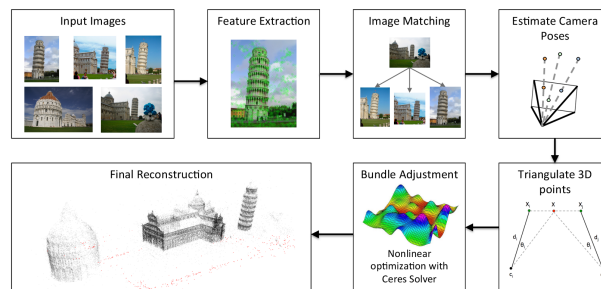 Input Images
Feature Extraction
Image Matching
Estimate Camera
Poses
Final Reconstruction
Bundle Adjustment
Nonlinear
optimization with
Ceres Solver
Triangulate 3D
points
X